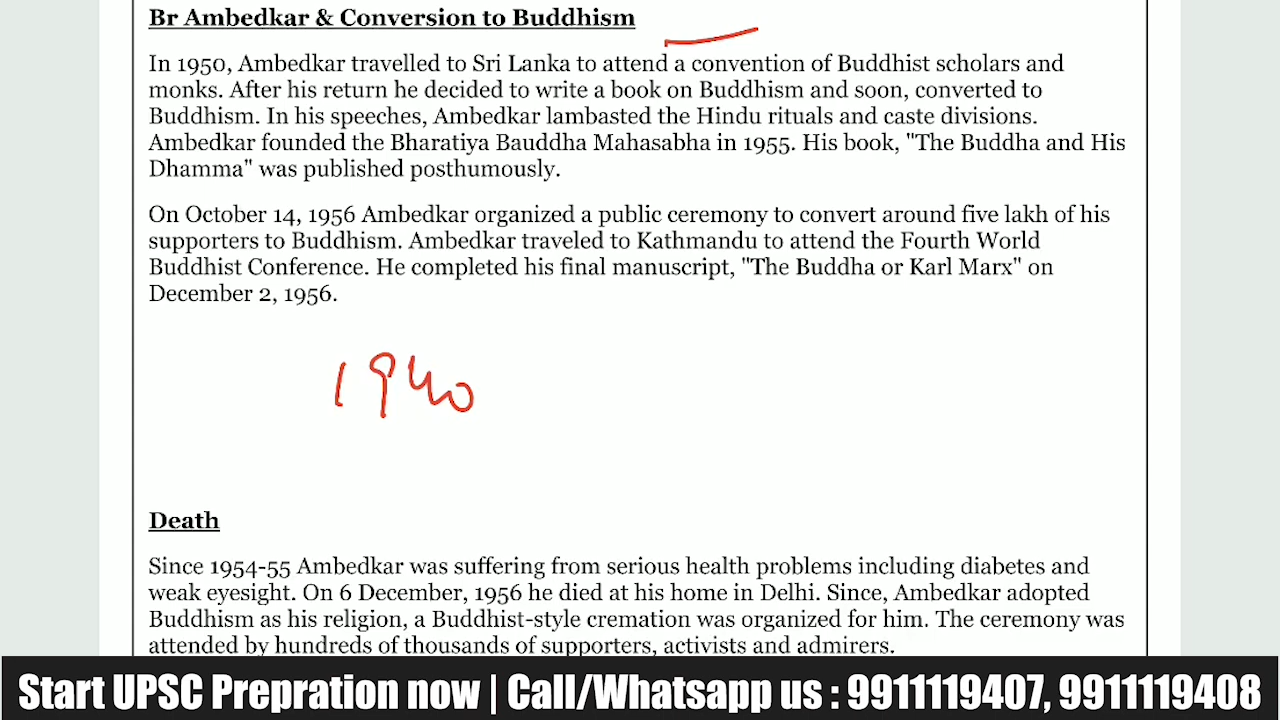 Br Ambedkar & Conversion to Buddhism
In 1950, Ambedkar travelled to Sri Lanka to attend a convention of Buddhist scholars and
monks. After his return he decided to write a book on Buddhism and soon, converted to
Buddhism. In his speeches, Ambedkar lambasted the Hindu rituals and caste divisions.
Ambedkar founded the Bharatiya Bauddha Mahasabha in 1955. His book, "The Buddha and His
Dhamma" was published posthumously.
On October 14, 1956 Ambedkar organized a public ceremony to convert around five lakh of his
supporters to Buddhism. Ambedkar traveled to Kathmandu to attend the Fourth World
Buddhist Conference. He completed his final manuscript, "The Buddha or Karl Marx" on
December 2, 1956.
1940
Death
Since 1954-55 Ambedkar was suffering from serious health problems including diabetes and
weak eyesight. On 6 December, 1956 he died at his home in Delhi. Since, Ambedkar adopted
Buddhism as his religion, a Buddhist-style cremation was organized for him. The ceremony was
attended by hundreds of thousands of supporters, activists and admirers.
Start UPSC Prepration now | Call/Whatsapp us : 9911119407, 9911119408